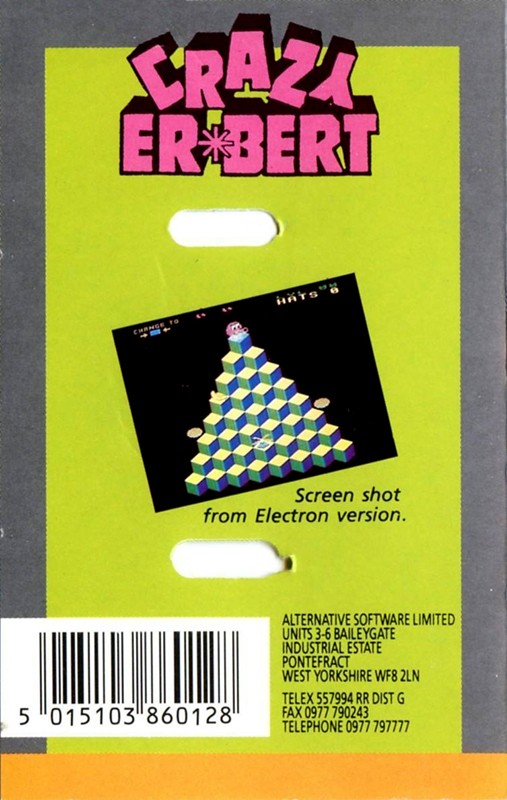 CRAZY
ER*BERT
CHANGE TO
HATS 0
Screen shot
from Electron version.
ALTERNATIVE SOFTWARE LIMITED
UNITS 3-6 BAILEYGATE
INDUSTRIAL ESTATE
PONTEFRACT
WEST YORKSHIRE WF8 2LN
TELEX 557994 RR DIST G
FAX 0977 790243
TELEPHONE 0977 797777
5 015103 860128